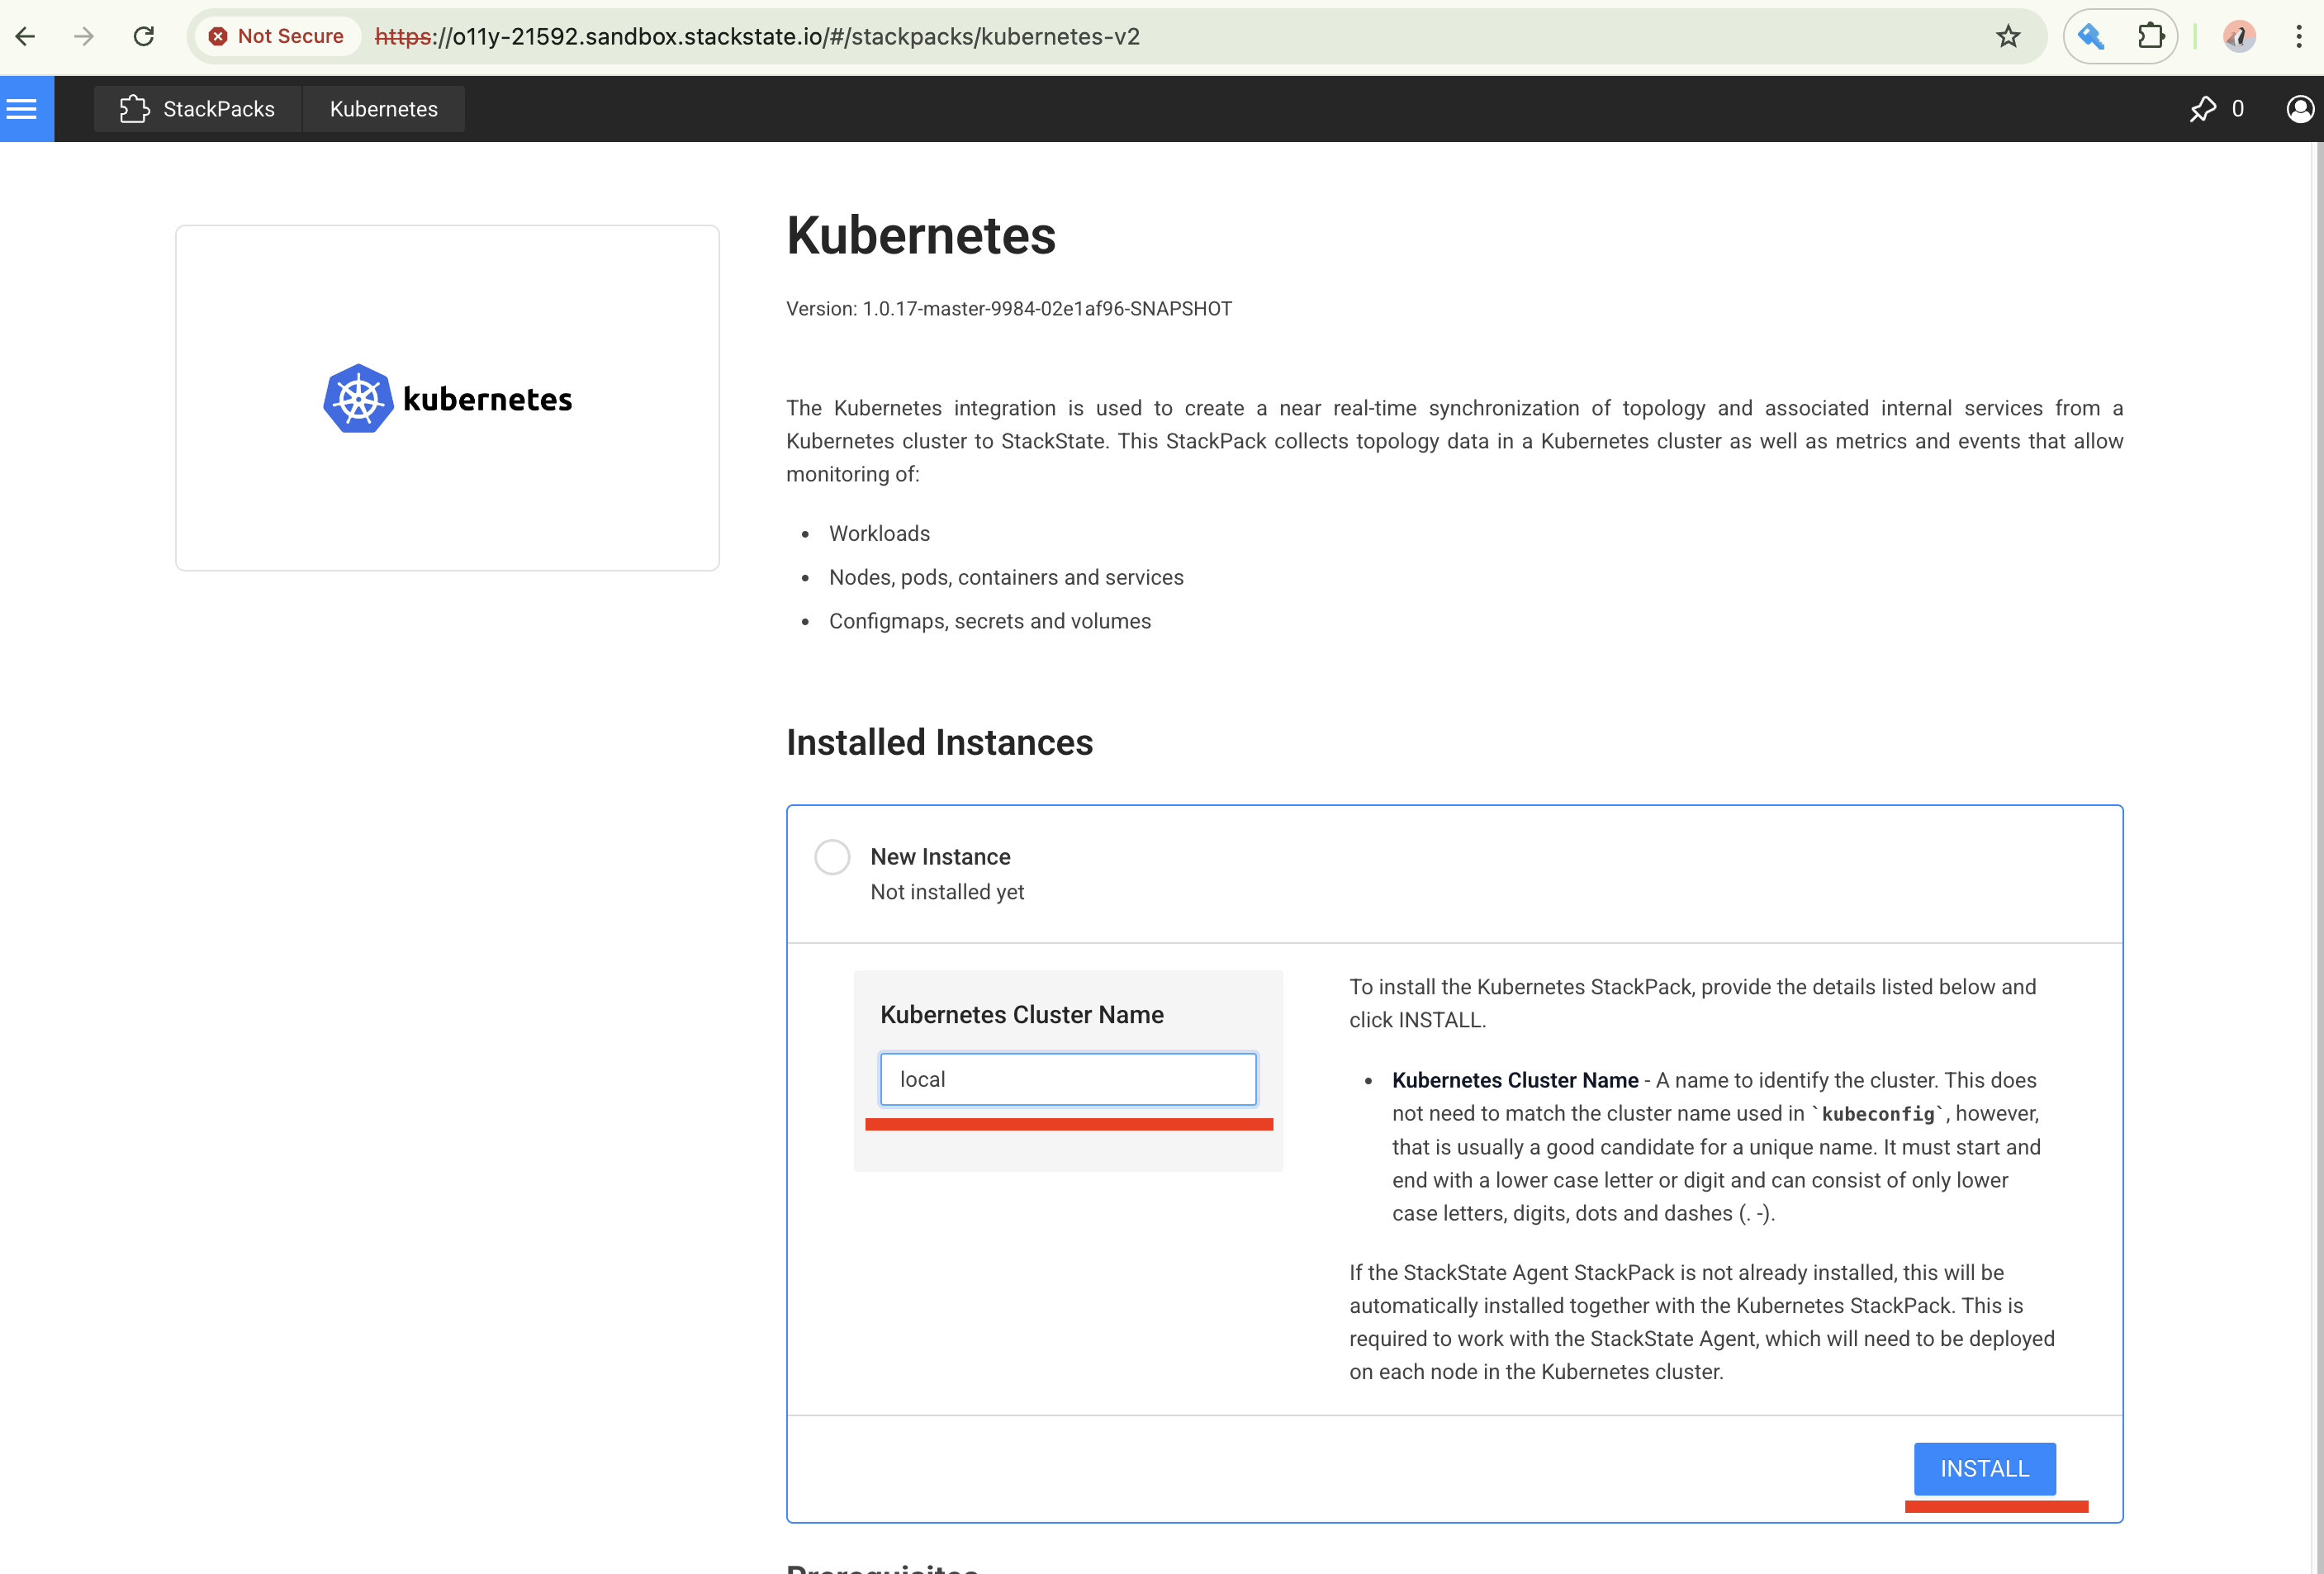 Not Secure https://o11y-21592.sandbox.stackstate.io/#/stackpacks/kubernetes-v2
StackPacks Kubernetes 0
kubernetes
Kubernetes
Version: 1.0.17-master-9984-02e1af96-SNAPSHOT
The Kubernetes integration is used to create a near real-time synchronization of topology and associated internal services from a
Kubernetes cluster to StackState. This StackPack collects topology data in a Kubernetes cluster as well as metrics and events that allow
monitoring of:
• Workloads
• Nodes, pods, containers and services
• Configmaps, secrets and volumes
Installed Instances
New Instance
Not installed yet
Kubernetes Cluster Name
local
To install the Kubernetes StackPack, provide the details listed below and
click INSTALL.
• Kubernetes Cluster Name - A name to identify the cluster. This does
not need to match the cluster name used in `kubeconfig`, however,
that is usually a good candidate for a unique name. It must start and
end with a lower case letter or digit and can consist of only lower
case letters, digits, dots and dashes (. -).
If the StackState Agent StackPack is not already installed, this will be
automatically installed together with the Kubernetes StackPack. This is
required to work with the StackState Agent, which will need to be deployed
on each node in the Kubernetes cluster.
INSTALL
Prerequisites